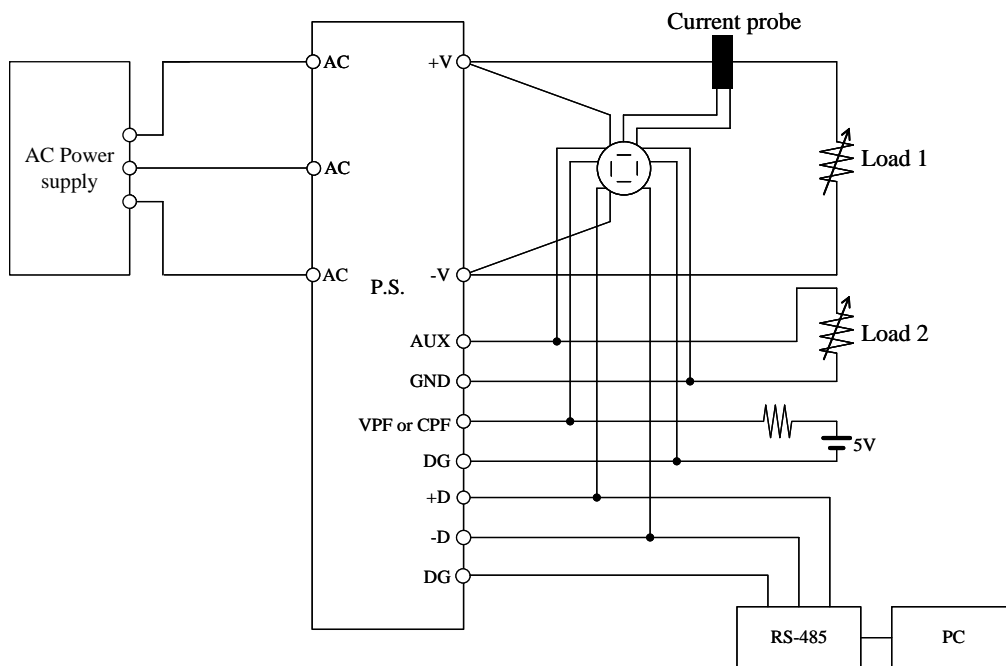 Current probe
AC
+V
AC Power
supply
AC
Load 1
AC
-V
P.S.
AUX
Load 2
GND
VPF or CPF
5V
DG
+D
-D
DG
RS-485
PC